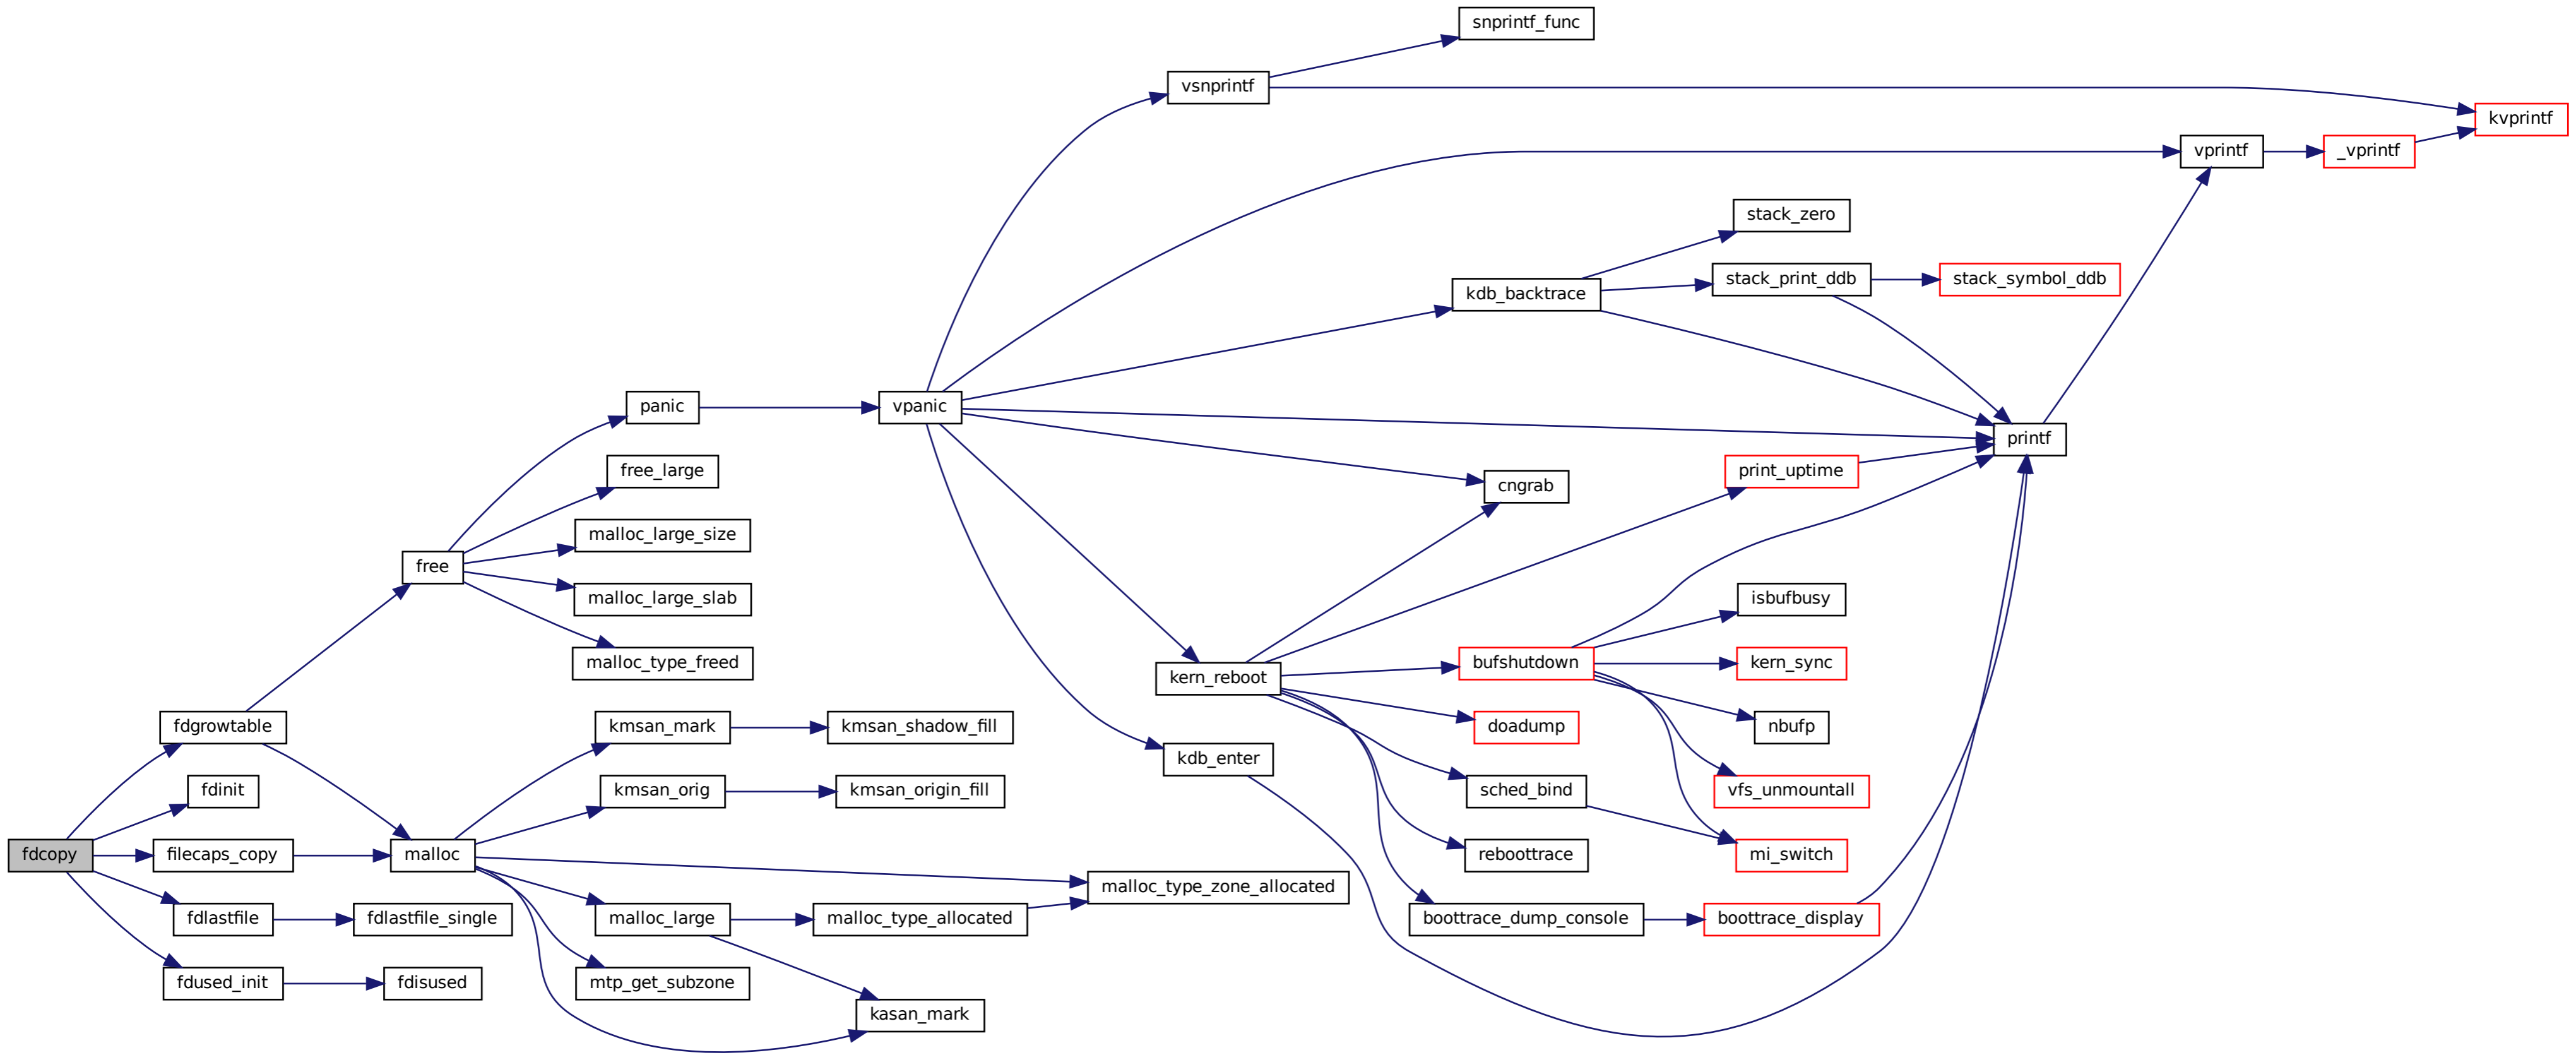 snprintf_func
vsnprintf
kvprintf
vprintf
_vprintf
stack_zero
kdb_backtrace
stack_print_ddb
stack_symbol_ddb
panic
vpanic
printf
free_large
cngrab
print_uptime
malloc_large_size
free
malloc_large_slab
isbufbusy
malloc_type_freed
kern_reboot
bufshutdown
kern_sync
fdgrowtable
kmsan_mark
kmsan_shadow_fill
doadump
nbufp
kdb_enter
fdinit
kmsan_orig
kmsan_origin_fill
sched_bind
vfs_unmountall
fdcopy
filecaps_copy
malloc
reboottrace
mi_switch
malloc_type_zone_allocated
fdlastfile
fdlastfile_single
malloc_large
malloc_type_allocated
boottrace_dump_console
boottrace_display
fdused_init
fdisused
mtp_get_subzone
kasan_mark